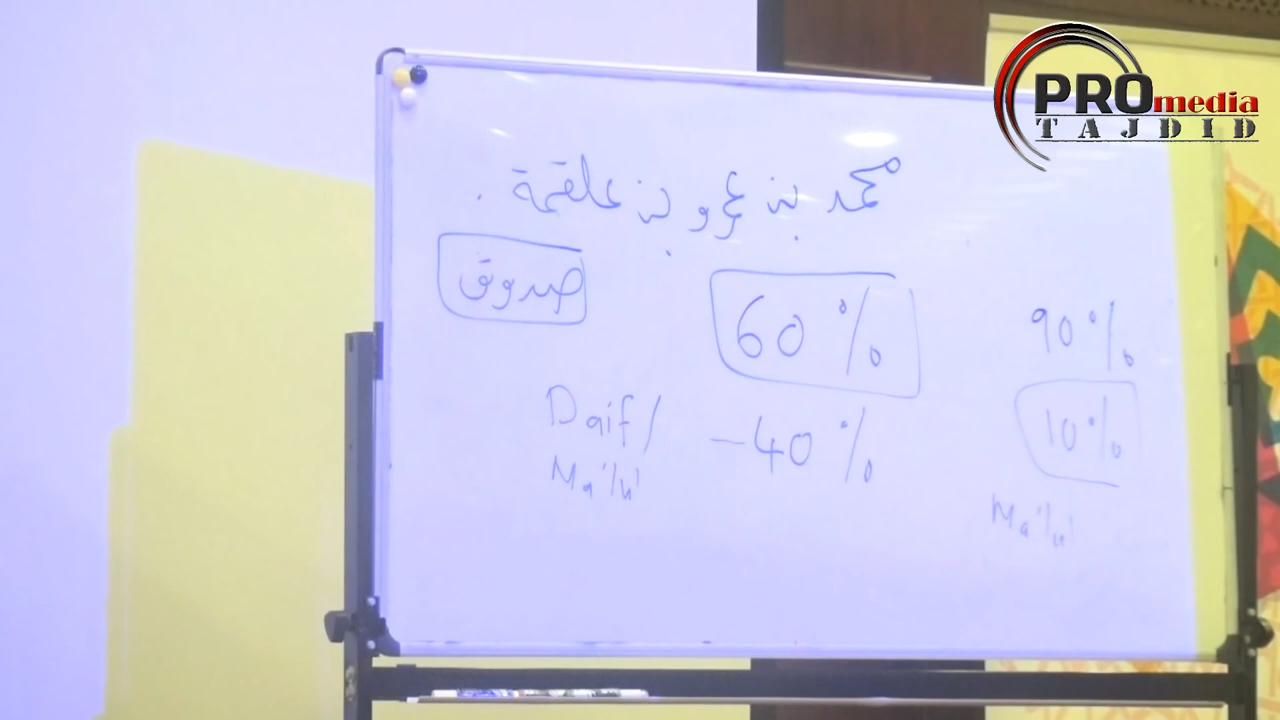 PROmedia
TAJDID
محمد بن عمرو بن علقمة .
صدوق
60 %
90 %
Daif/
Ma'lul
-40 %
10 %
Ma'lul